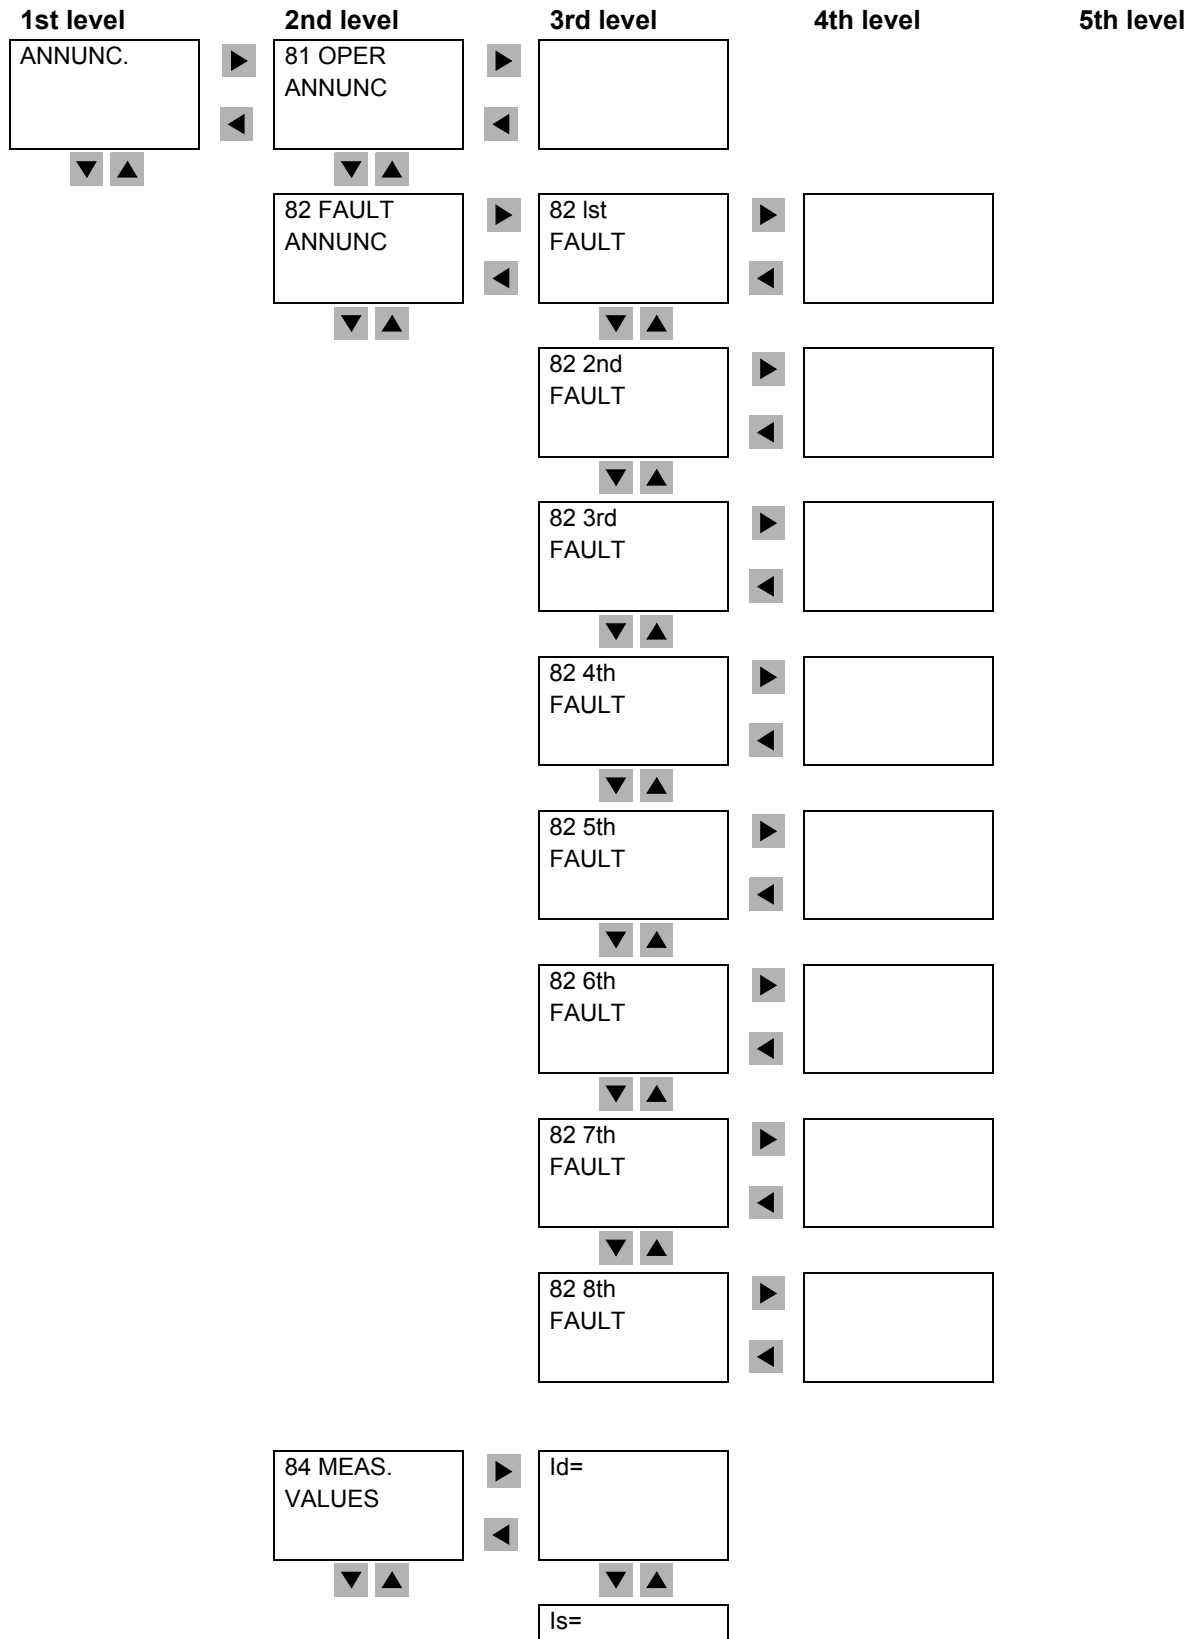 1st level 2nd level 3rd level 4th level 5th level
ANNUNC.
81 OPER
ANNUNC
82 FAULT
ANNUNC
82 lst
FAULT
82 2nd
FAULT
82 3rd
FAULT
82 4th
FAULT
82 5th
FAULT
82 6th
FAULT
82 7th
FAULT
82 8th
FAULT
84 MEAS.
VALUES
Id=
Is=